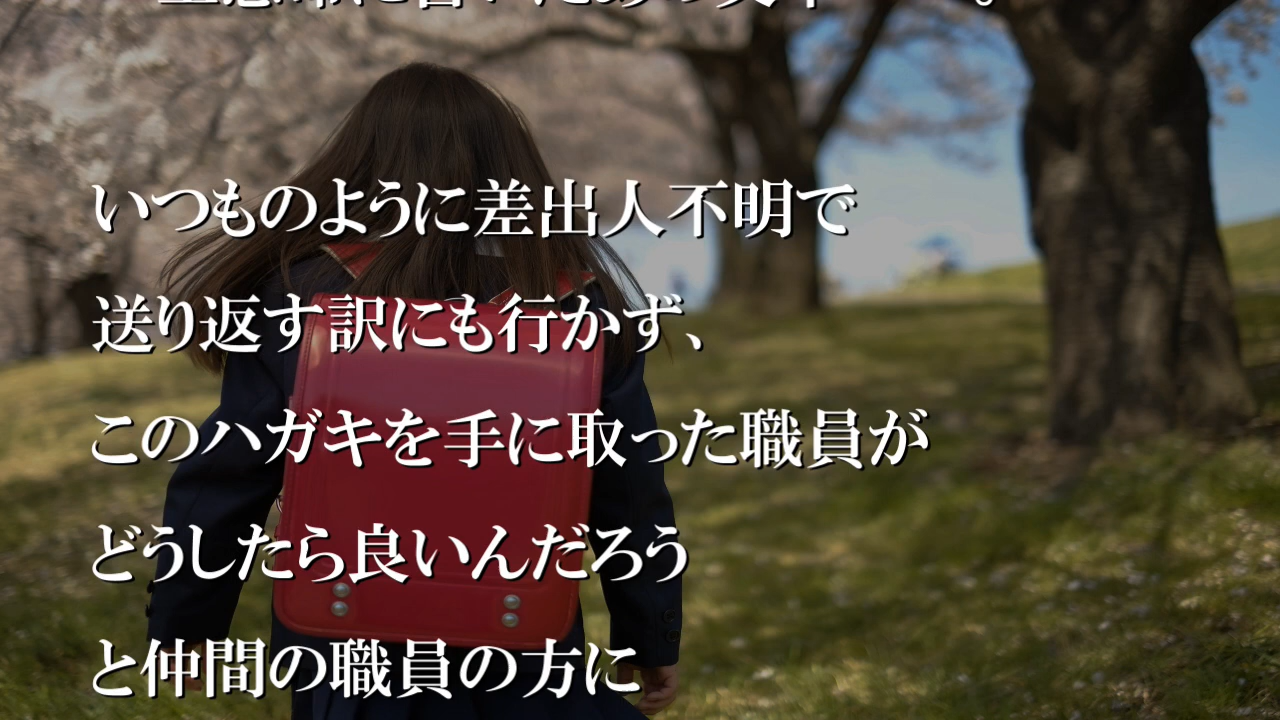 いつものように差出人不明で
送り返す訳にも行かず、
このハガキを手に取った職員が
どうしたら良いんだろう
と仲間の職員の方に